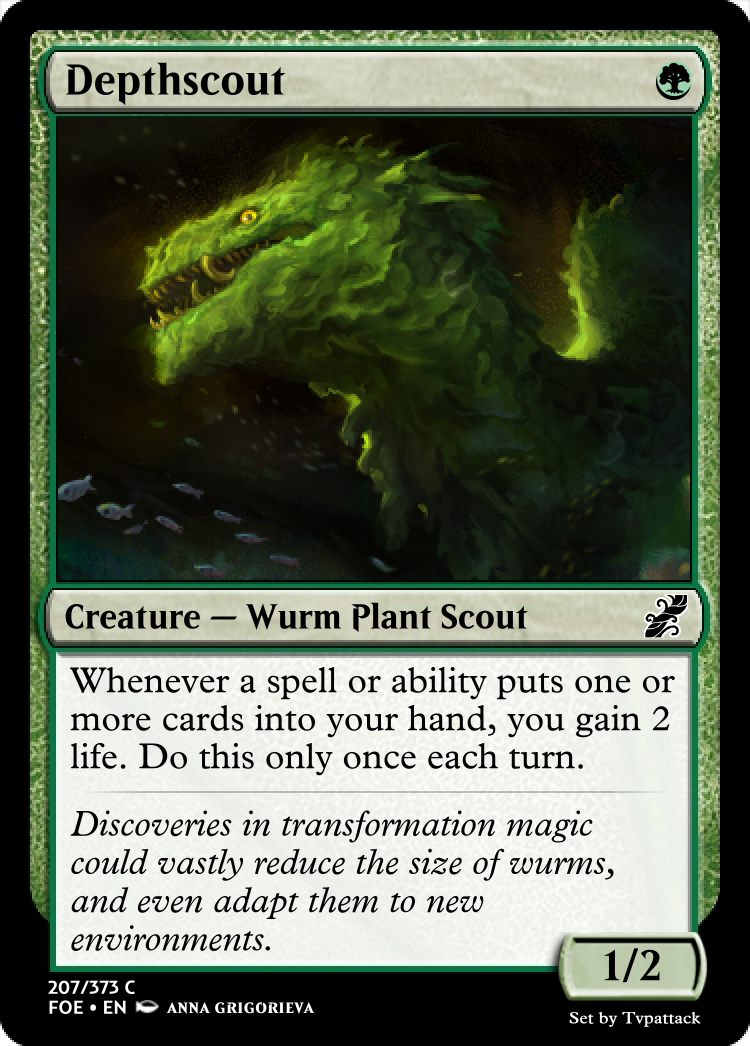 Depthscout
Creature — Wurm Plant Scout
Whenever a spell or ability puts one or
more cards into your hand, you gain 2
life. Do this only once each turn.
Discoveries in transformation magic
could vastly reduce the size of wurms,
and even adapt them to new
environments.
1/2
207/373 C
FOE • EN ANNA GRIGORIEVA
Set by Tvpattack